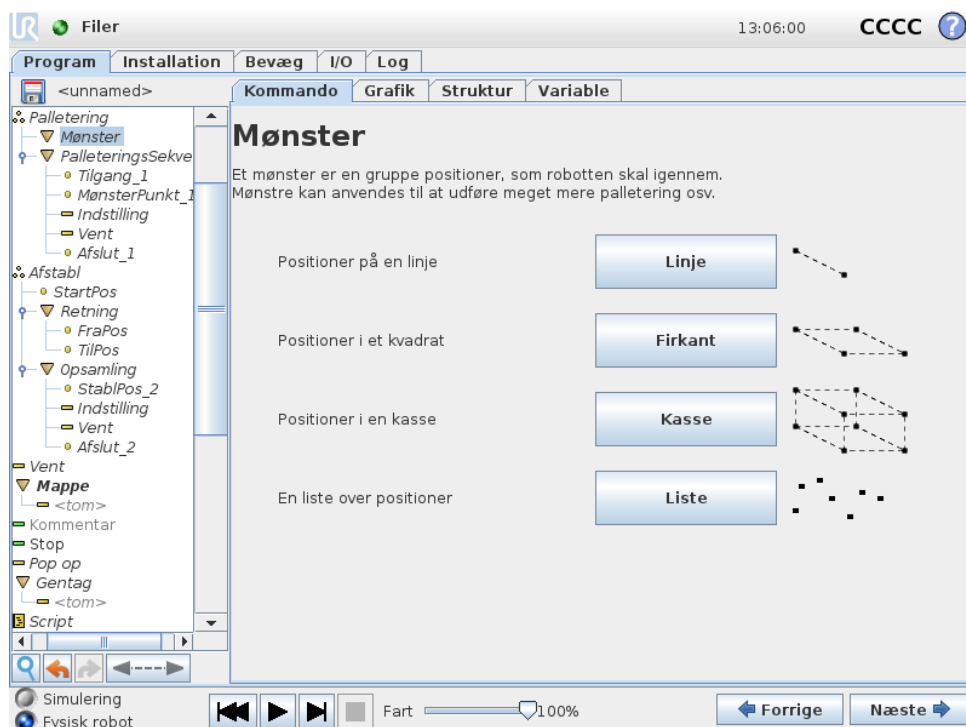 UR Filer 13:06:00 CCCC ?
Program Installation Bevæg I/O Log
<unnamed>
Kommando Grafik Struktur Variable
Palletering
Mønster
PalleteringsSekve
Tilgang_1
MønsterPunkt_1
Indstilling
Vent
Afslut_1
Afstabl
StartPos
Retning
FraPos
TilPos
Opsamling
StablPos_2
Indstilling
Vent
Afslut_2
Vent
Mappe
<tom>
Kommentar
Stop
Pop op
Gentag
<tom>
Script
Mønster
Et mønster er en gruppe positioner, som robotten skal igennem.
Mønstre kan anvendes til at udføre meget mere palletering osv.
Positioner på en linje Linje
Positioner i et kvadrat Firkant
Positioner i en kasse Kasse
En liste over positioner Liste
Simulering
Fysisk robot
Fart 100%
Forrige Næste